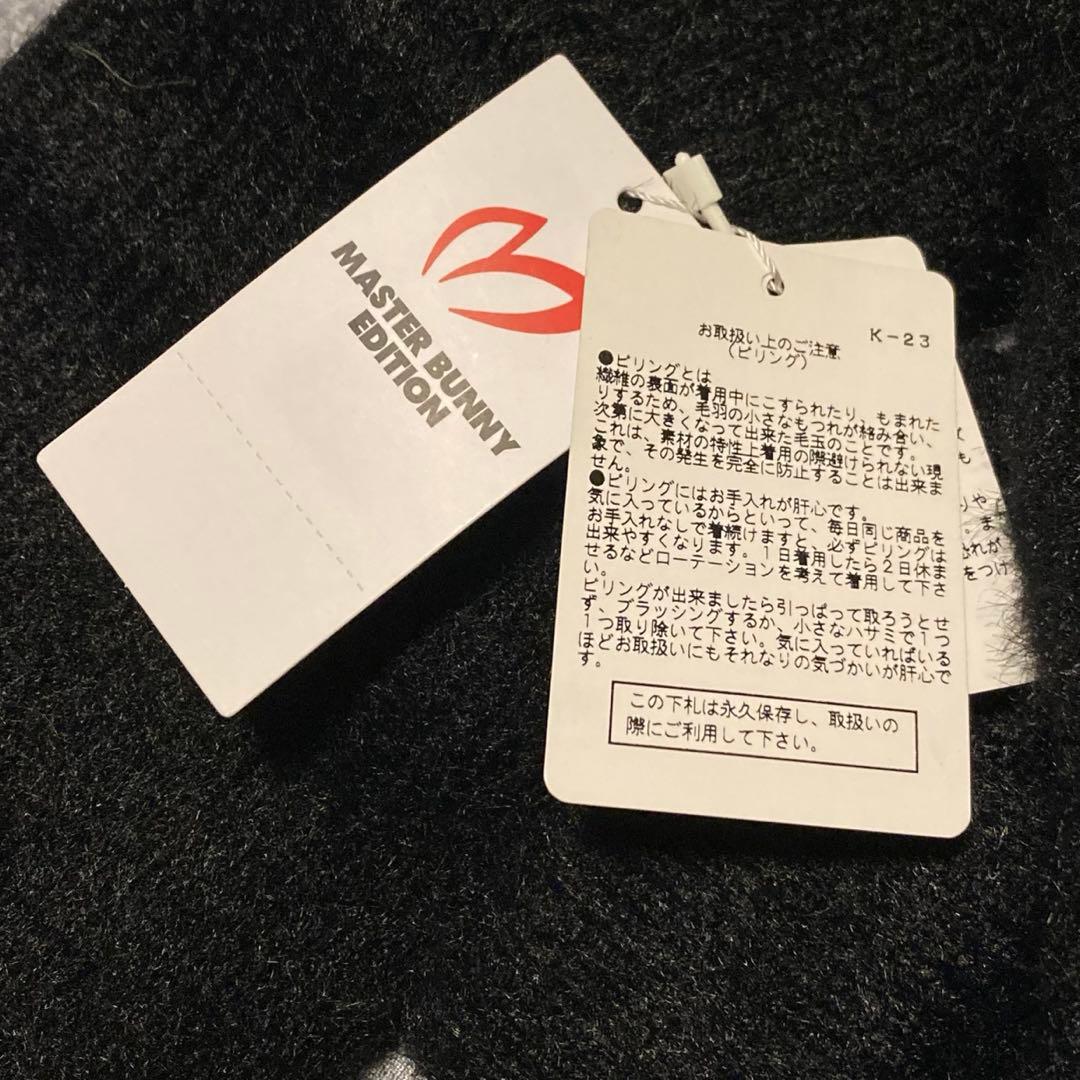 MASTER BUNNY
EDITION
K-23
お取扱い上のご注意
(ピリング)
●ピリングとは
繊維の表面が着用中にこすられたり、もまれた
りするため、毛羽の小さなもつれが絡み合い、
次第に大きくなって出来た毛玉のことです。
これは、素材の特性上着用の際避けられない現
象で、その発生を完全に防止することは出来ま
せん。
●ピリングにはお手入れが肝心です。
気に入っているからといって、毎日同じ商品を
お手入れなしで着続けますと、必ずピリングは
出来やすくなります。1日着用したら2日休ま
せるなどローテーションを考えて着用して下さ
い。
ピリングが出来ましたら引っぱって取ろうとせ
ず、ブラッシングするか、小さなハサミで1つ
1つ取り除いて下さい。気に入っていればいる
ほどお取扱いにもそれなりの気づかいが肝心で
す。
この下札は永久保存し、取扱いの
際にご利用して下さい。
も
りや
ま
れが
をつけ